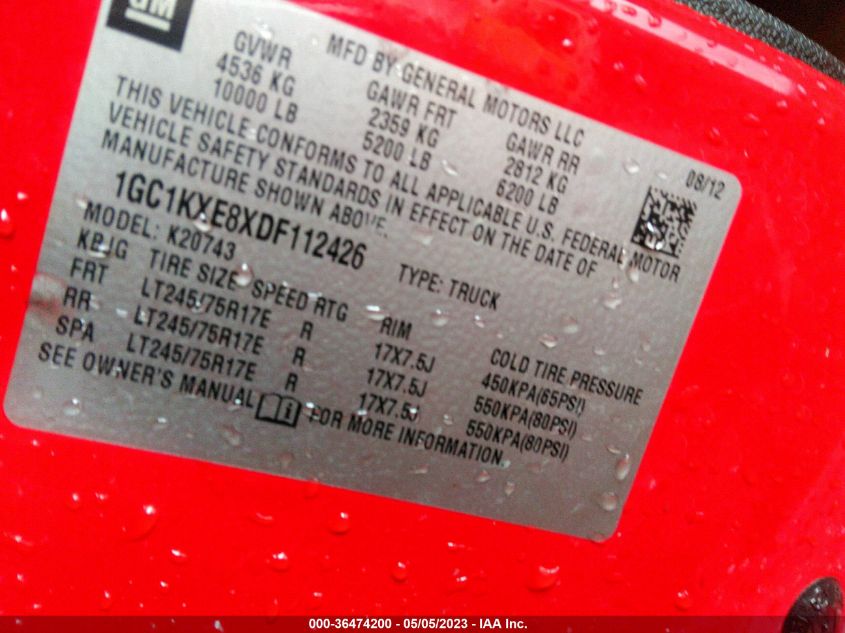 GM
MFD BY GENERAL MOTORS LLC
08/12
GVWR GAWR FRT GAWR RR
4536 KG 2359 KG 2812 KG
10000 LB 5200 LB 6200 LB
THIS VEHICLE CONFORMS TO ALL APPLICABLE U.S. FEDERAL MOTOR
VEHICLE SAFETY STANDARDS IN EFFECT ON THE DATE OF
MANUFACTURE SHOWN ABOVE.
1GC1KXE8XDF112426 TYPE: TRUCK
MODEL: K20743
KBJG TIRE SIZE SPEED RTG RIM COLD TIRE PRESSURE
FRT LT245/75R17E R 17X7.5J 450KPA(65PSI)
RR LT245/75R17E R 17X7.5J 550KPA(80PSI)
SPA LT245/75R17E R 17X7.5J 550KPA(80PSI)
SEE OWNER'S MANUAL FOR MORE INFORMATION.
000-36474200 - 05/05/2023 - IAA Inc.